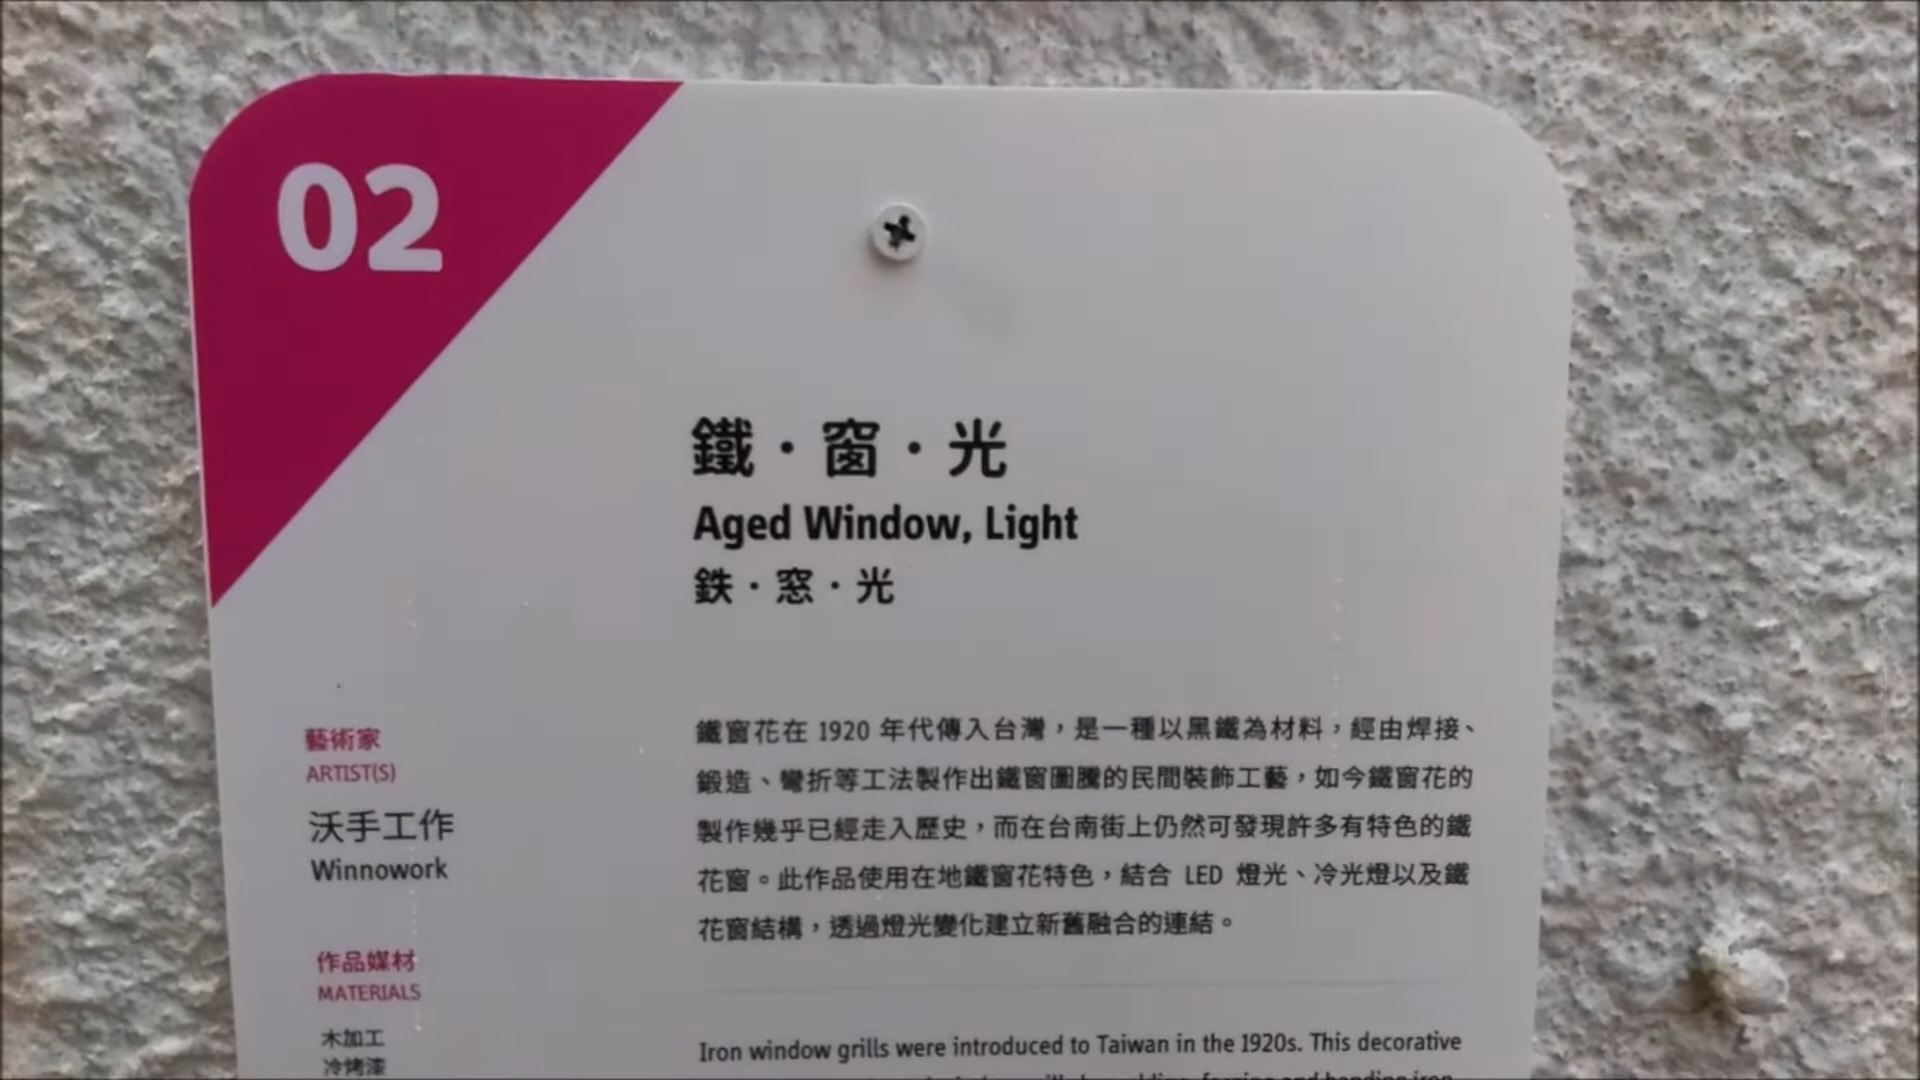 02
鐵・窗・光
Aged Window, Light
鉄・窓・光
藝術家
ARTIST(S)
沃手工作
Winnowork
作品媒材
MATERIALS
木加工
冷烤漆
鐵窗花在 1920 年代傳入台灣，是一種以黑鐵為材料，經由焊接、
鍛造、彎折等工法製作出鐵窗圖騰的民間裝飾工藝，如今鐵窗花的
製作幾乎已經走入歷史，而在台南街上仍然可發現許多有特色的鐵
花窗。此作品使用在地鐵窗花特色，結合 LED 燈光、冷光燈以及鐵
花窗結構，透過燈光變化建立新舊融合的連結。
Iron window grills were introduced to Taiwan in the 1920s. This decorative